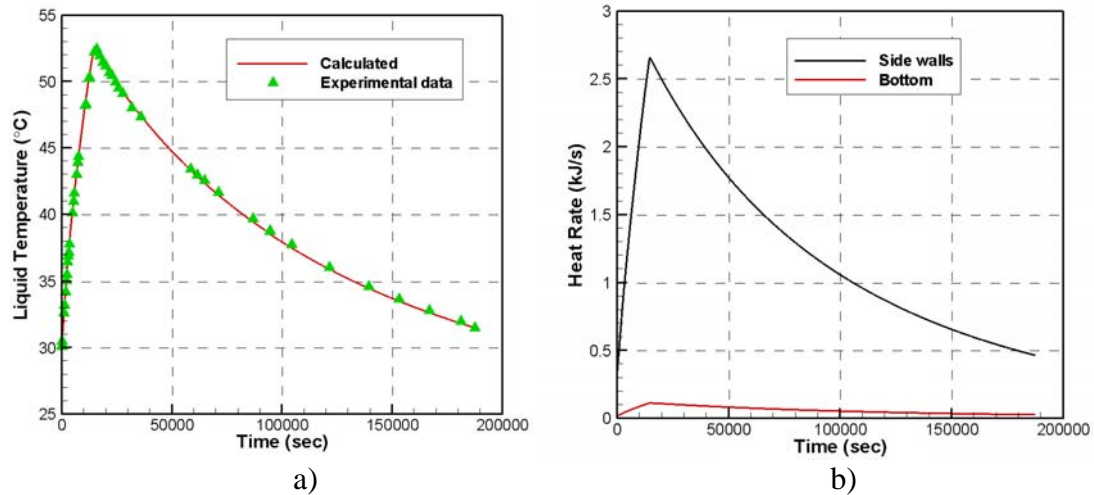 55
50
45
40
35
30
25
Liquid Temperature (°C)
Calculated
Experimental data
0
50000
100000
150000
200000
Time (sec)
a)
3
2.5
2
1.5
1
0.5
0
Heat Rate (kJ/s)
Side walls
Bottom
0
50000
100000
150000
200000
Time (sec)
b)